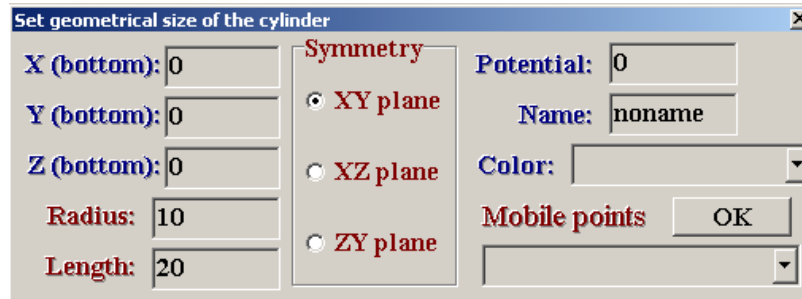 Set geometrical size of the cylinder
X (bottom): 0
Y (bottom): 0
Z (bottom): 0
Radius: 10
Length: 20
Symmetry
XY plane
XZ plane
ZY plane
Potential: 0
Name: noname
Color:
Mobile points
OK